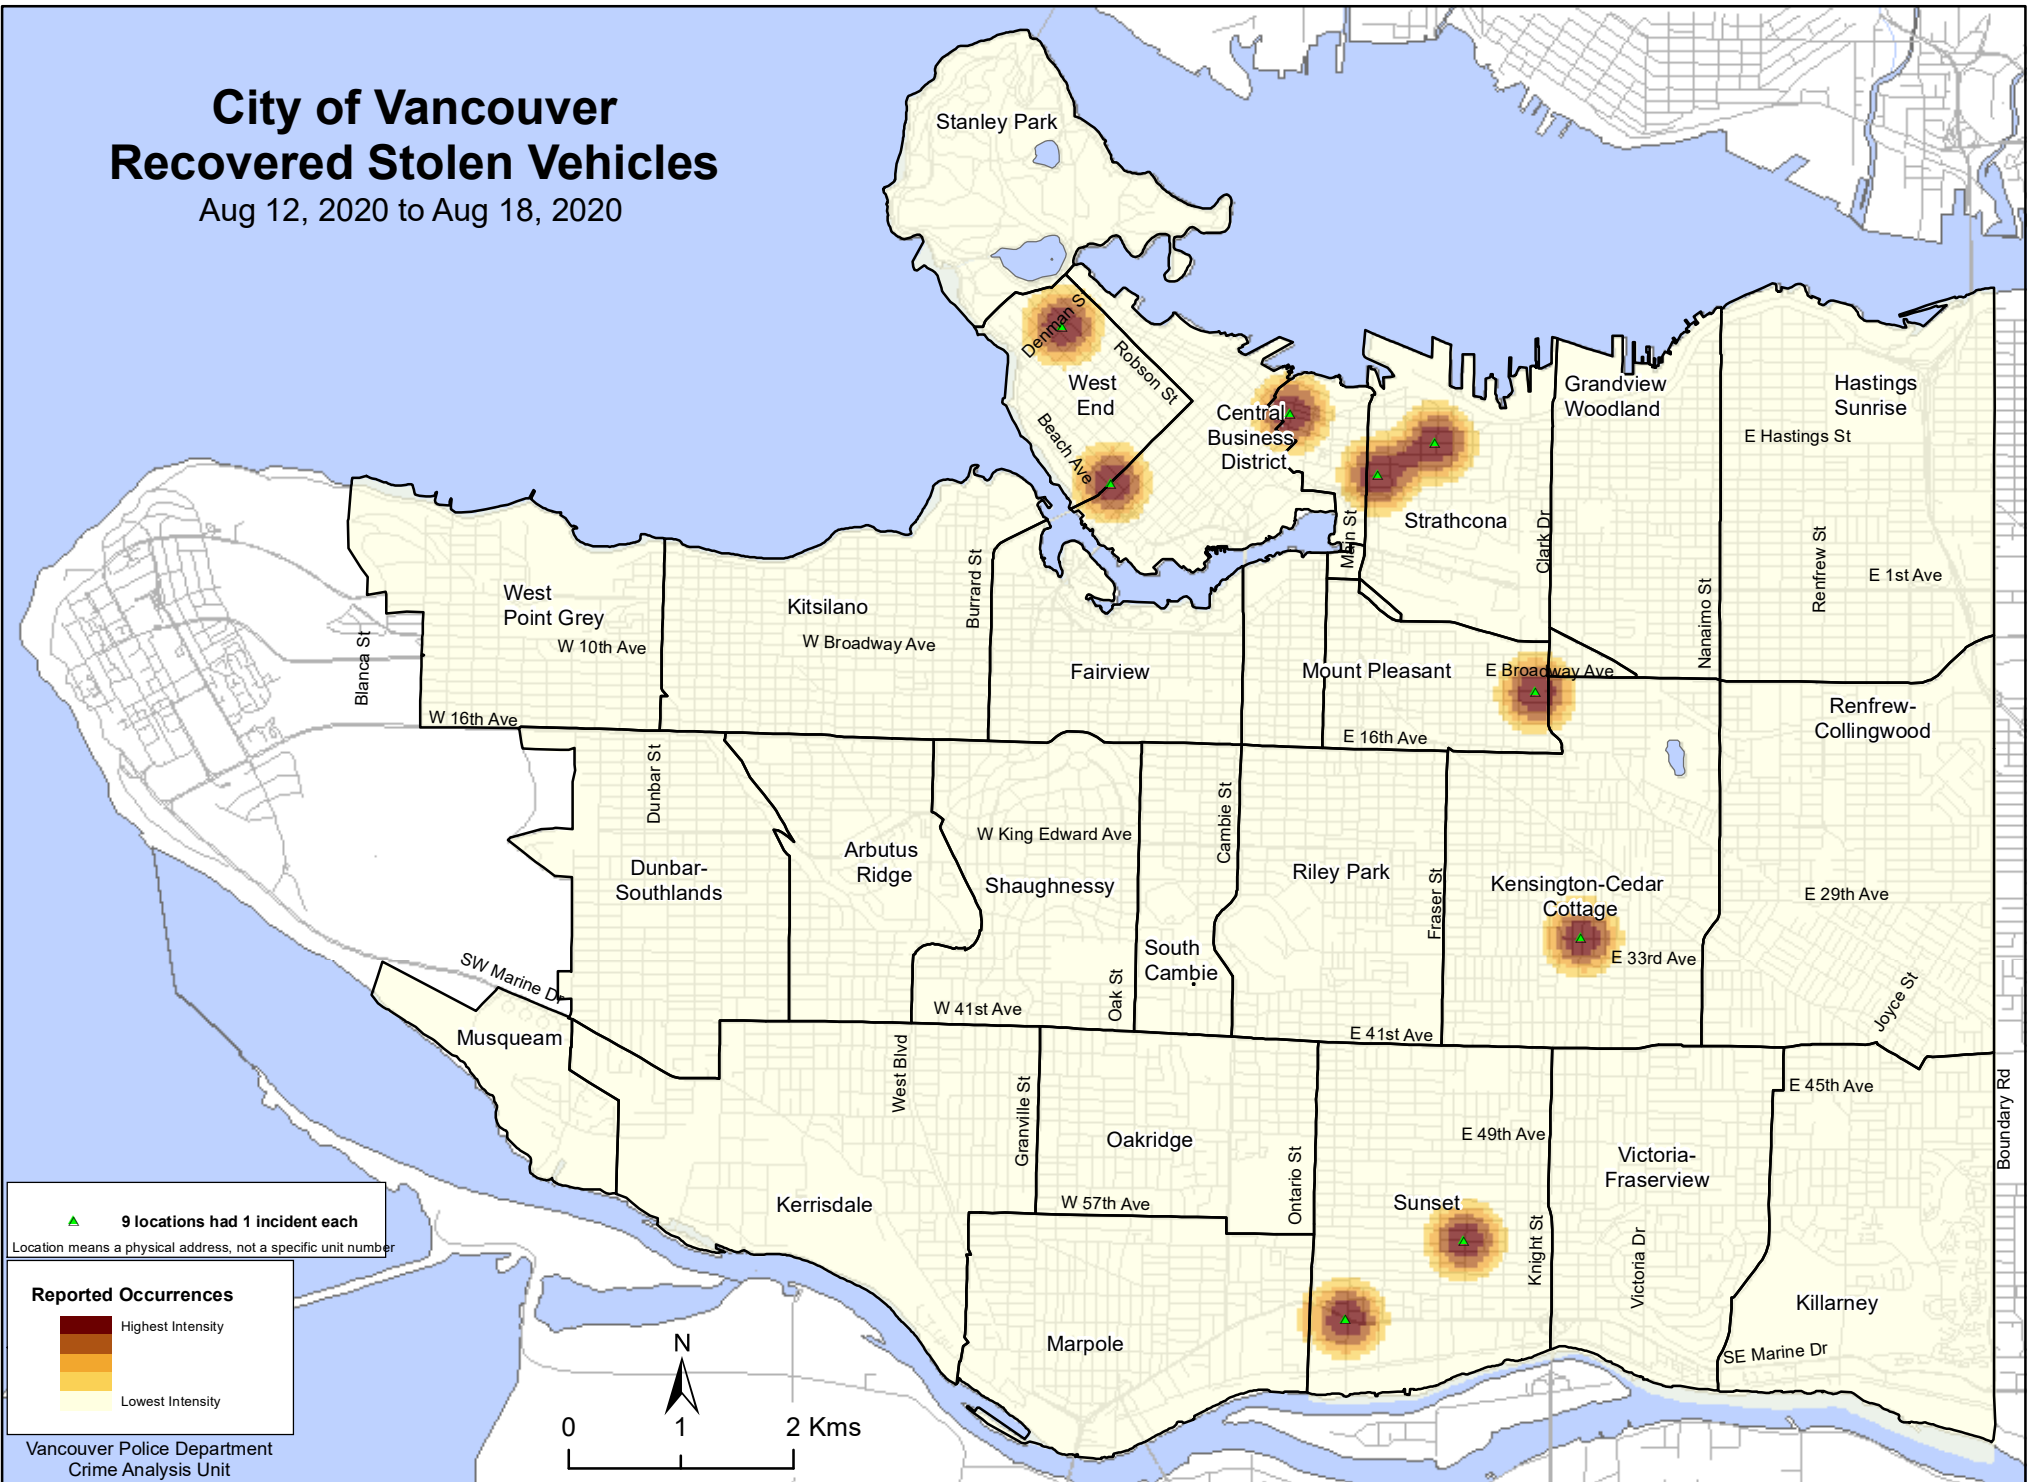 City of Vancouver
Recovered Stolen Vehicles
Aug 12, 2020 to Aug 18, 2020
Stanley Park
Denman S
Robson St
West
End
Beach Ave
Central
Business
District
Grandview
Woodland
Hastings
Sunrise
E Hastings St
Strathcona
Main St
Clark Dr
Nanaimo St
Renfrew St
E 1st Ave
West
Point Grey
W 10th Ave
Blanca St
W 16th Ave
Kitsilano
W Broadway Ave
Burrard St
Fairview
Mount Pleasant
E Broadway Ave
E 16th Ave
Renfrew-
Collingwood
Dunbar St
Dunbar-
Southlands
Arbutus
Ridge
W King Edward Ave
Shaughnessy
Cambie St
South
Cambie
Oak St
W 41st Ave
Riley Park
Fraser St
Kensington-Cedar
Cottage
E 33rd Ave
E 29th Ave
Joyce St
E 41st Ave
SW Marine Dr
Musqueam
West Blvd
Granville St
Kerrisdale
Oakridge
W 57th Ave
Ontario St
E 49th Ave
Sunset
Knight St
Victoria-
Fraserview
Victoria Dr
E 45th Ave
Boundary Rd
Killarney
SE Marine Dr
Marpole
9 locations had 1 incident each
Location means a physical address, not a specific unit number
Reported Occurrences
Highest Intensity
Lowest Intensity
Vancouver Police Department
Crime Analysis Unit
N
0 1 2 Kms